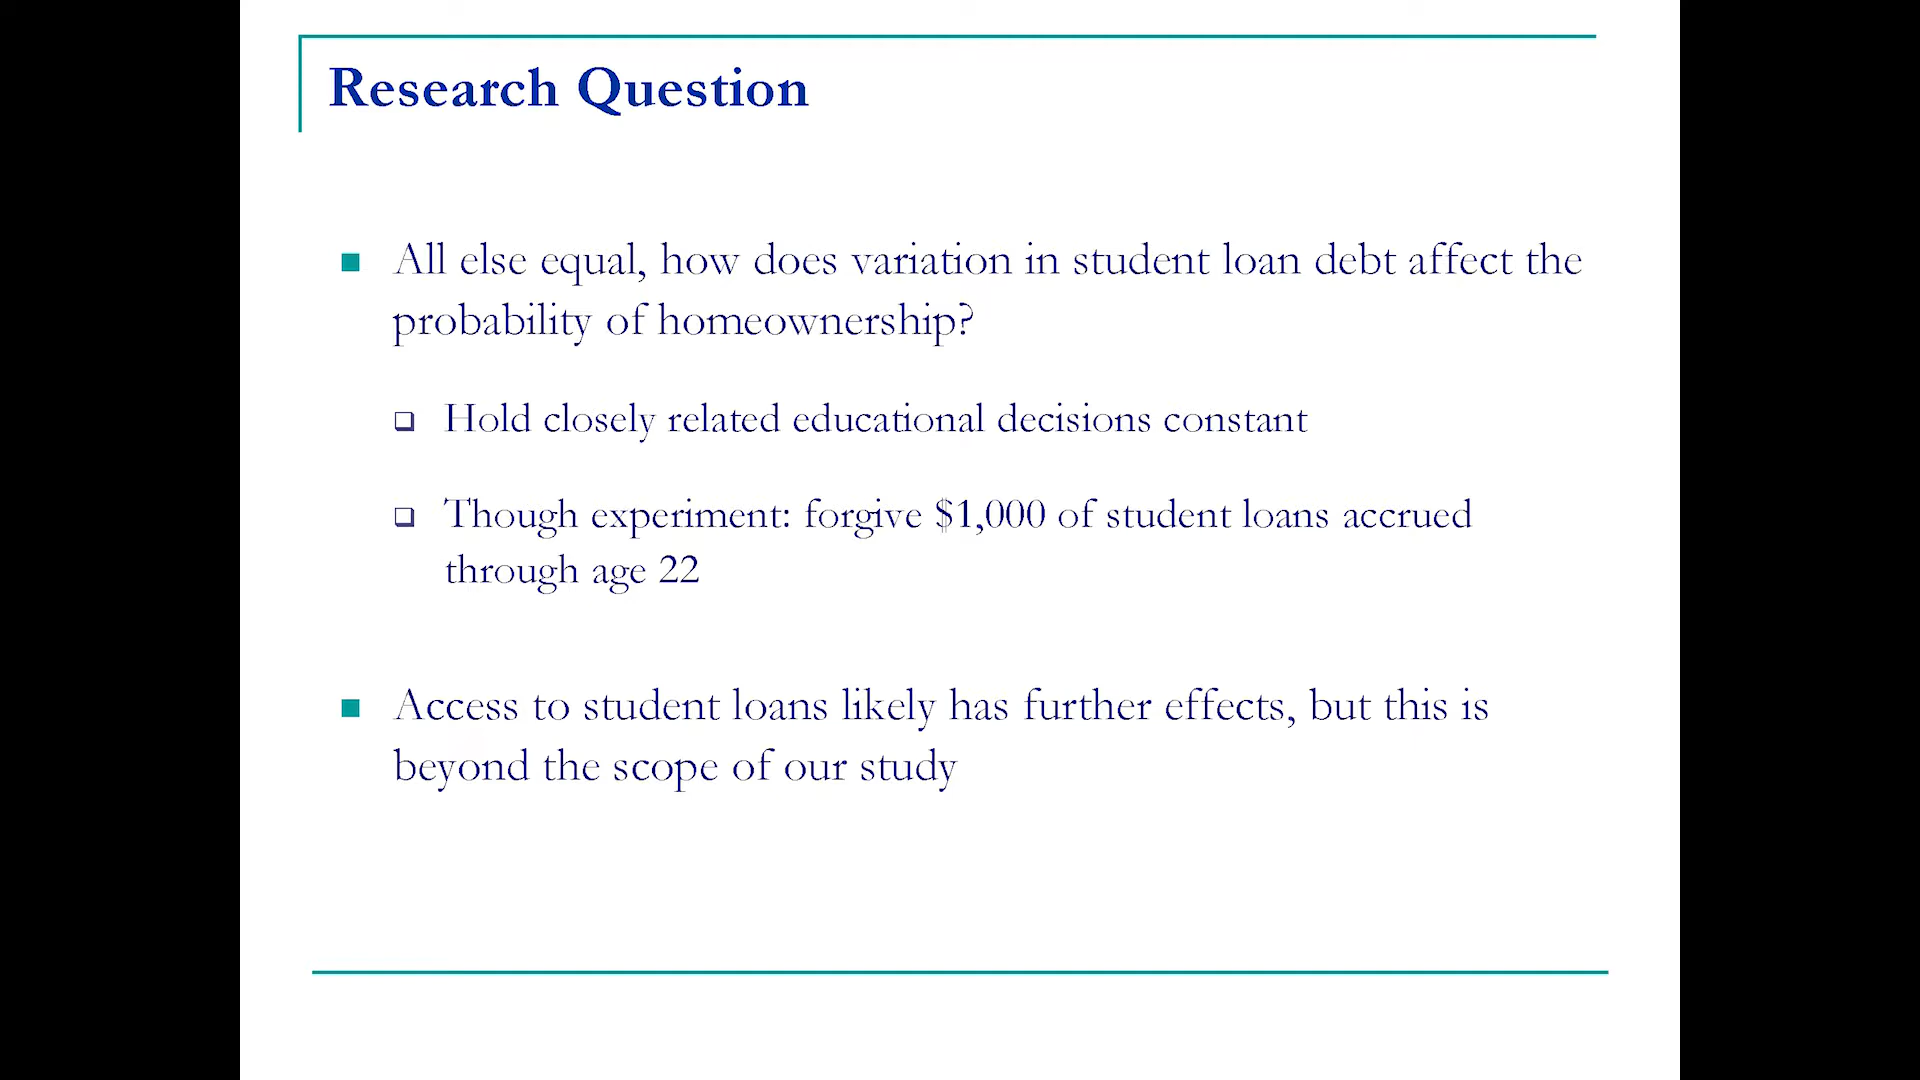 Research Question
All else equal, how does variation in student loan debt affect the
probability of homeownership?
Hold closely related educational decisions constant
Though experiment: forgive $1,000 of student loans accrued
through age 22
Access to student loans likely has further effects, but this is
beyond the scope of our study